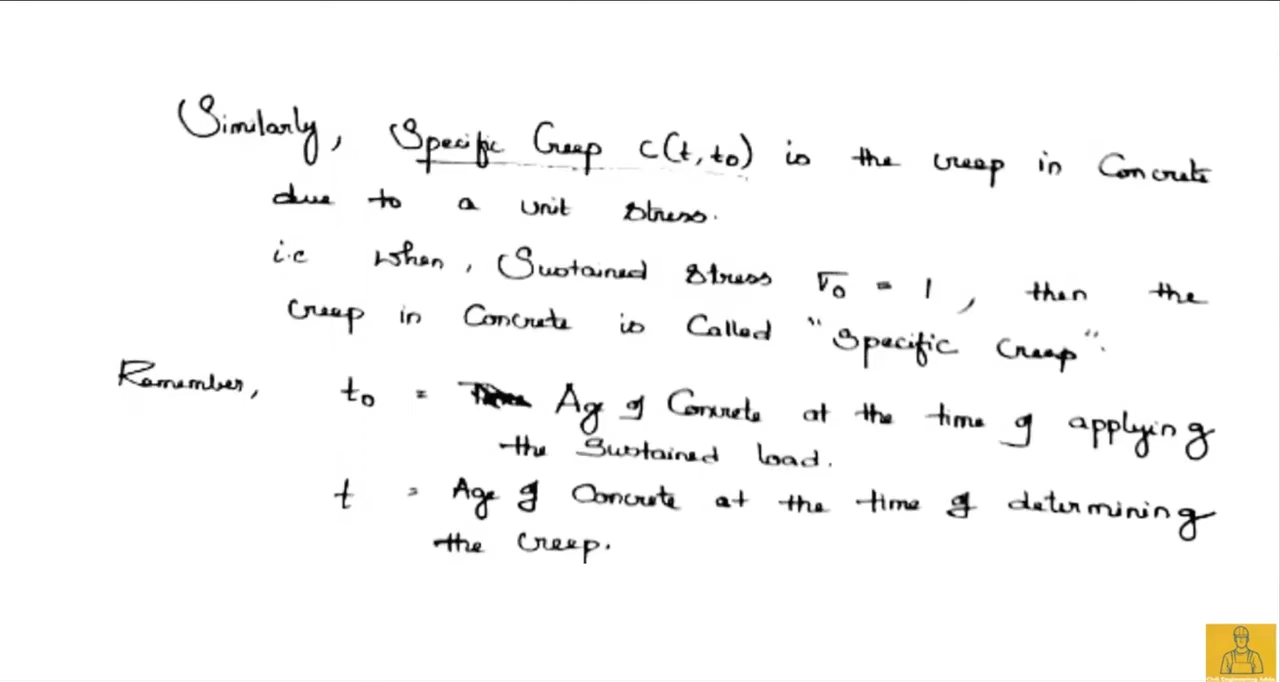 Similarly, Specific Creep C(t, t₀) is the creep in Concrete
due to a unit stress.
i.e when, Sustained stress σ₀ = 1, then the
creep in Concrete is Called "Specific Creep".
Remember, t₀ = Age of Concrete at the time of applying
the Sustained load.
t = Age of Concrete at the time of determining
the Creep.